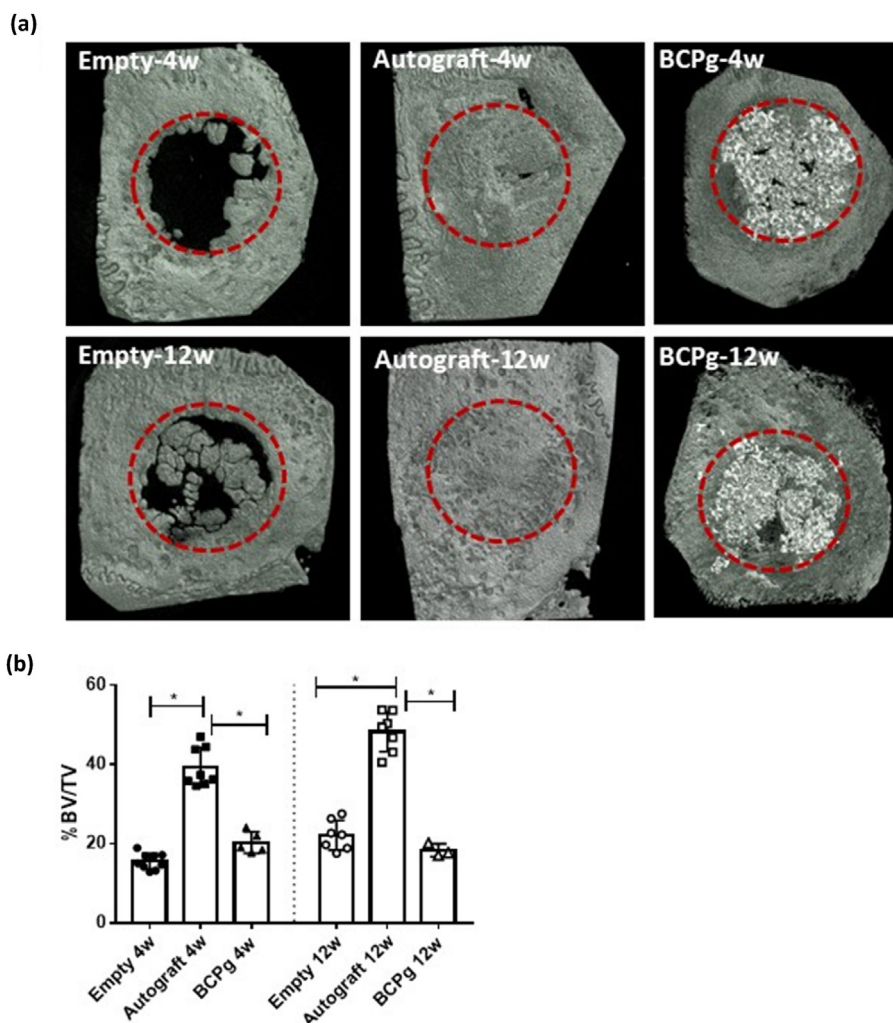 (a)
Empty-4w
Autograft-4w
BCPg-4w
Empty-12w
Autograft-12w
BCPg-12w
(b)
% BV/TV
60
40
20
0
*
*
*
*
Empty 4w
Autograft 4w
BCPg 4w
Empty 12w
Autograft 12w
BCPg 12w